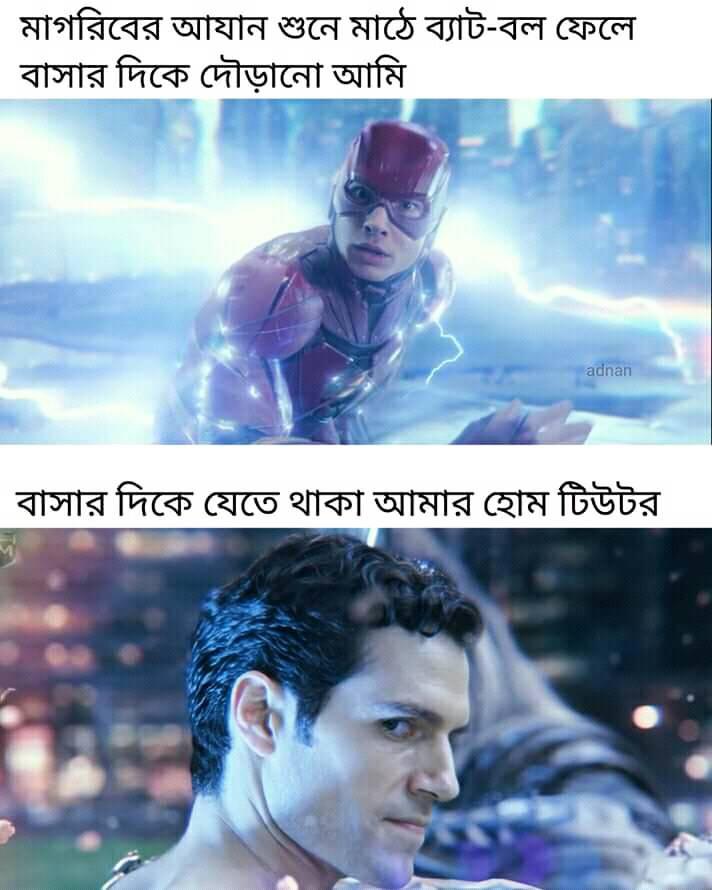 মাগরিবের আযান শুনে মাঠে ব্যাট-বল ফেলে
বাসার দিকে দৌড়ানো আমি
adnan
বাসার দিকে যেতে থাকা আমার হোম টিউটর